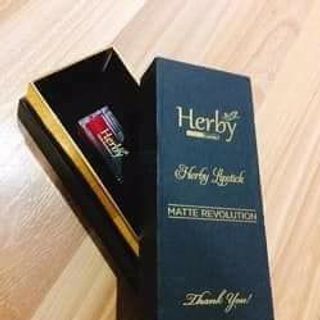 Herby
Herby
Herby Lipstick
MATTE REVOLUTION
Thank You!